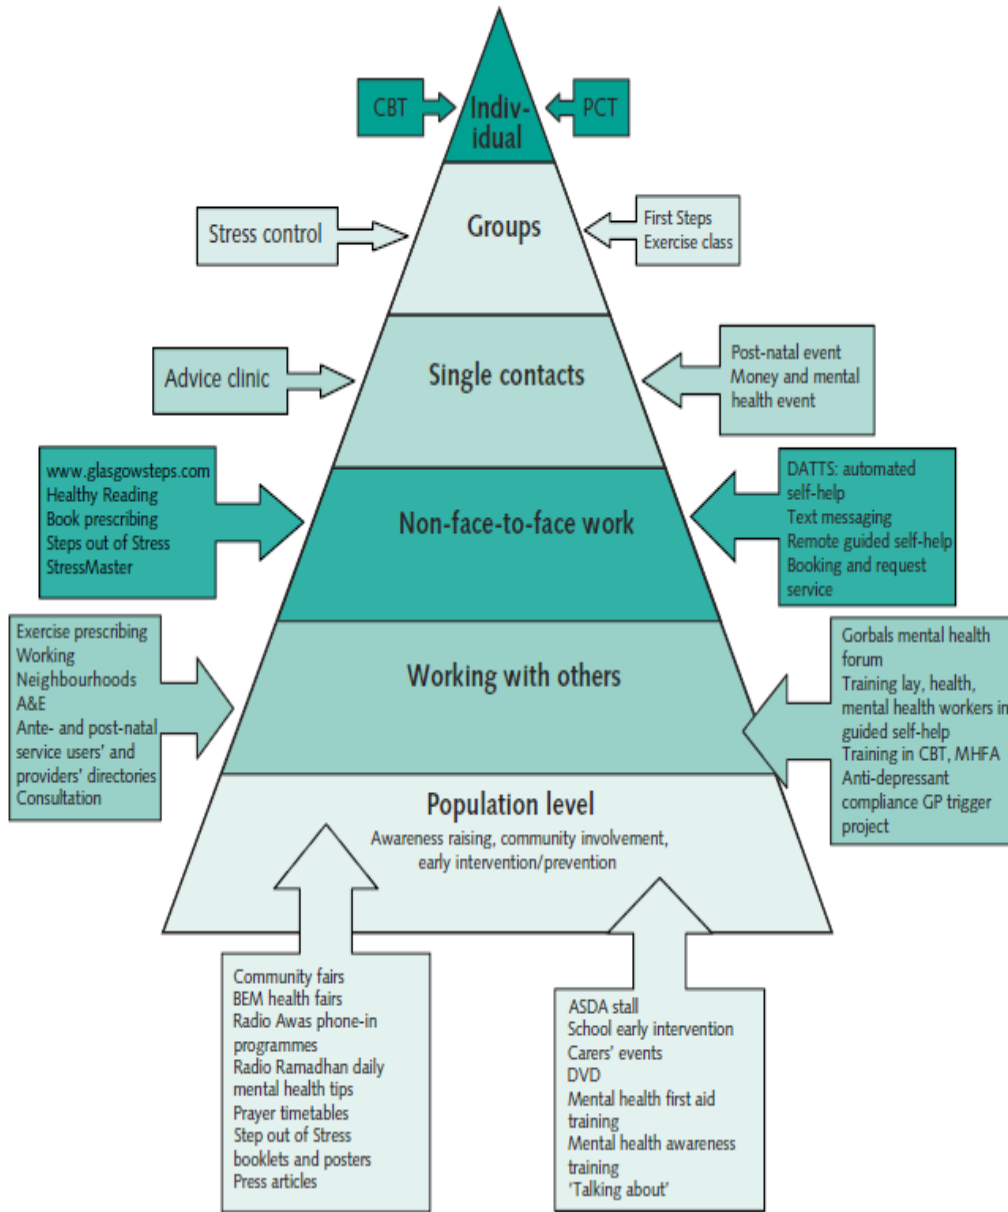 CBT
Indiv-
idual
PCT
Stress control
Groups
First Steps
Exercise class
Advice clinic
Single contacts
Post-natal event
Money and mental
health event
www.glasgowsteps.com
Healthy Reading
Book prescribing
Steps out of Stress
StressMaster
Non-face-to-face work
DATTS: automated
self-help
Text messaging
Remote guided self-help
Booking and request
service
Exercise prescribing
Working
Neighbourhoods
A&E
Ante- and post-natal
service users' and
providers' directories
Consultation
Working with others
Gorbals mental health
forum
Training lay, health,
mental health workers in
guided self-help
Training in CBT, MHFA
Anti-depressant
compliance GP trigger
project
Population level
Awareness raising, community involvement,
early intervention/prevention
Community fairs
BEM health fairs
Radio Awas phone-in
programmes
Radio Ramadhan daily
mental health tips
Prayer timetables
Step out of Stress
booklets and posters
Press articles
ASDA stall
School early intervention
Carers' events
DVD
Mental health first aid
training
Mental health awareness
training
'Talking about'